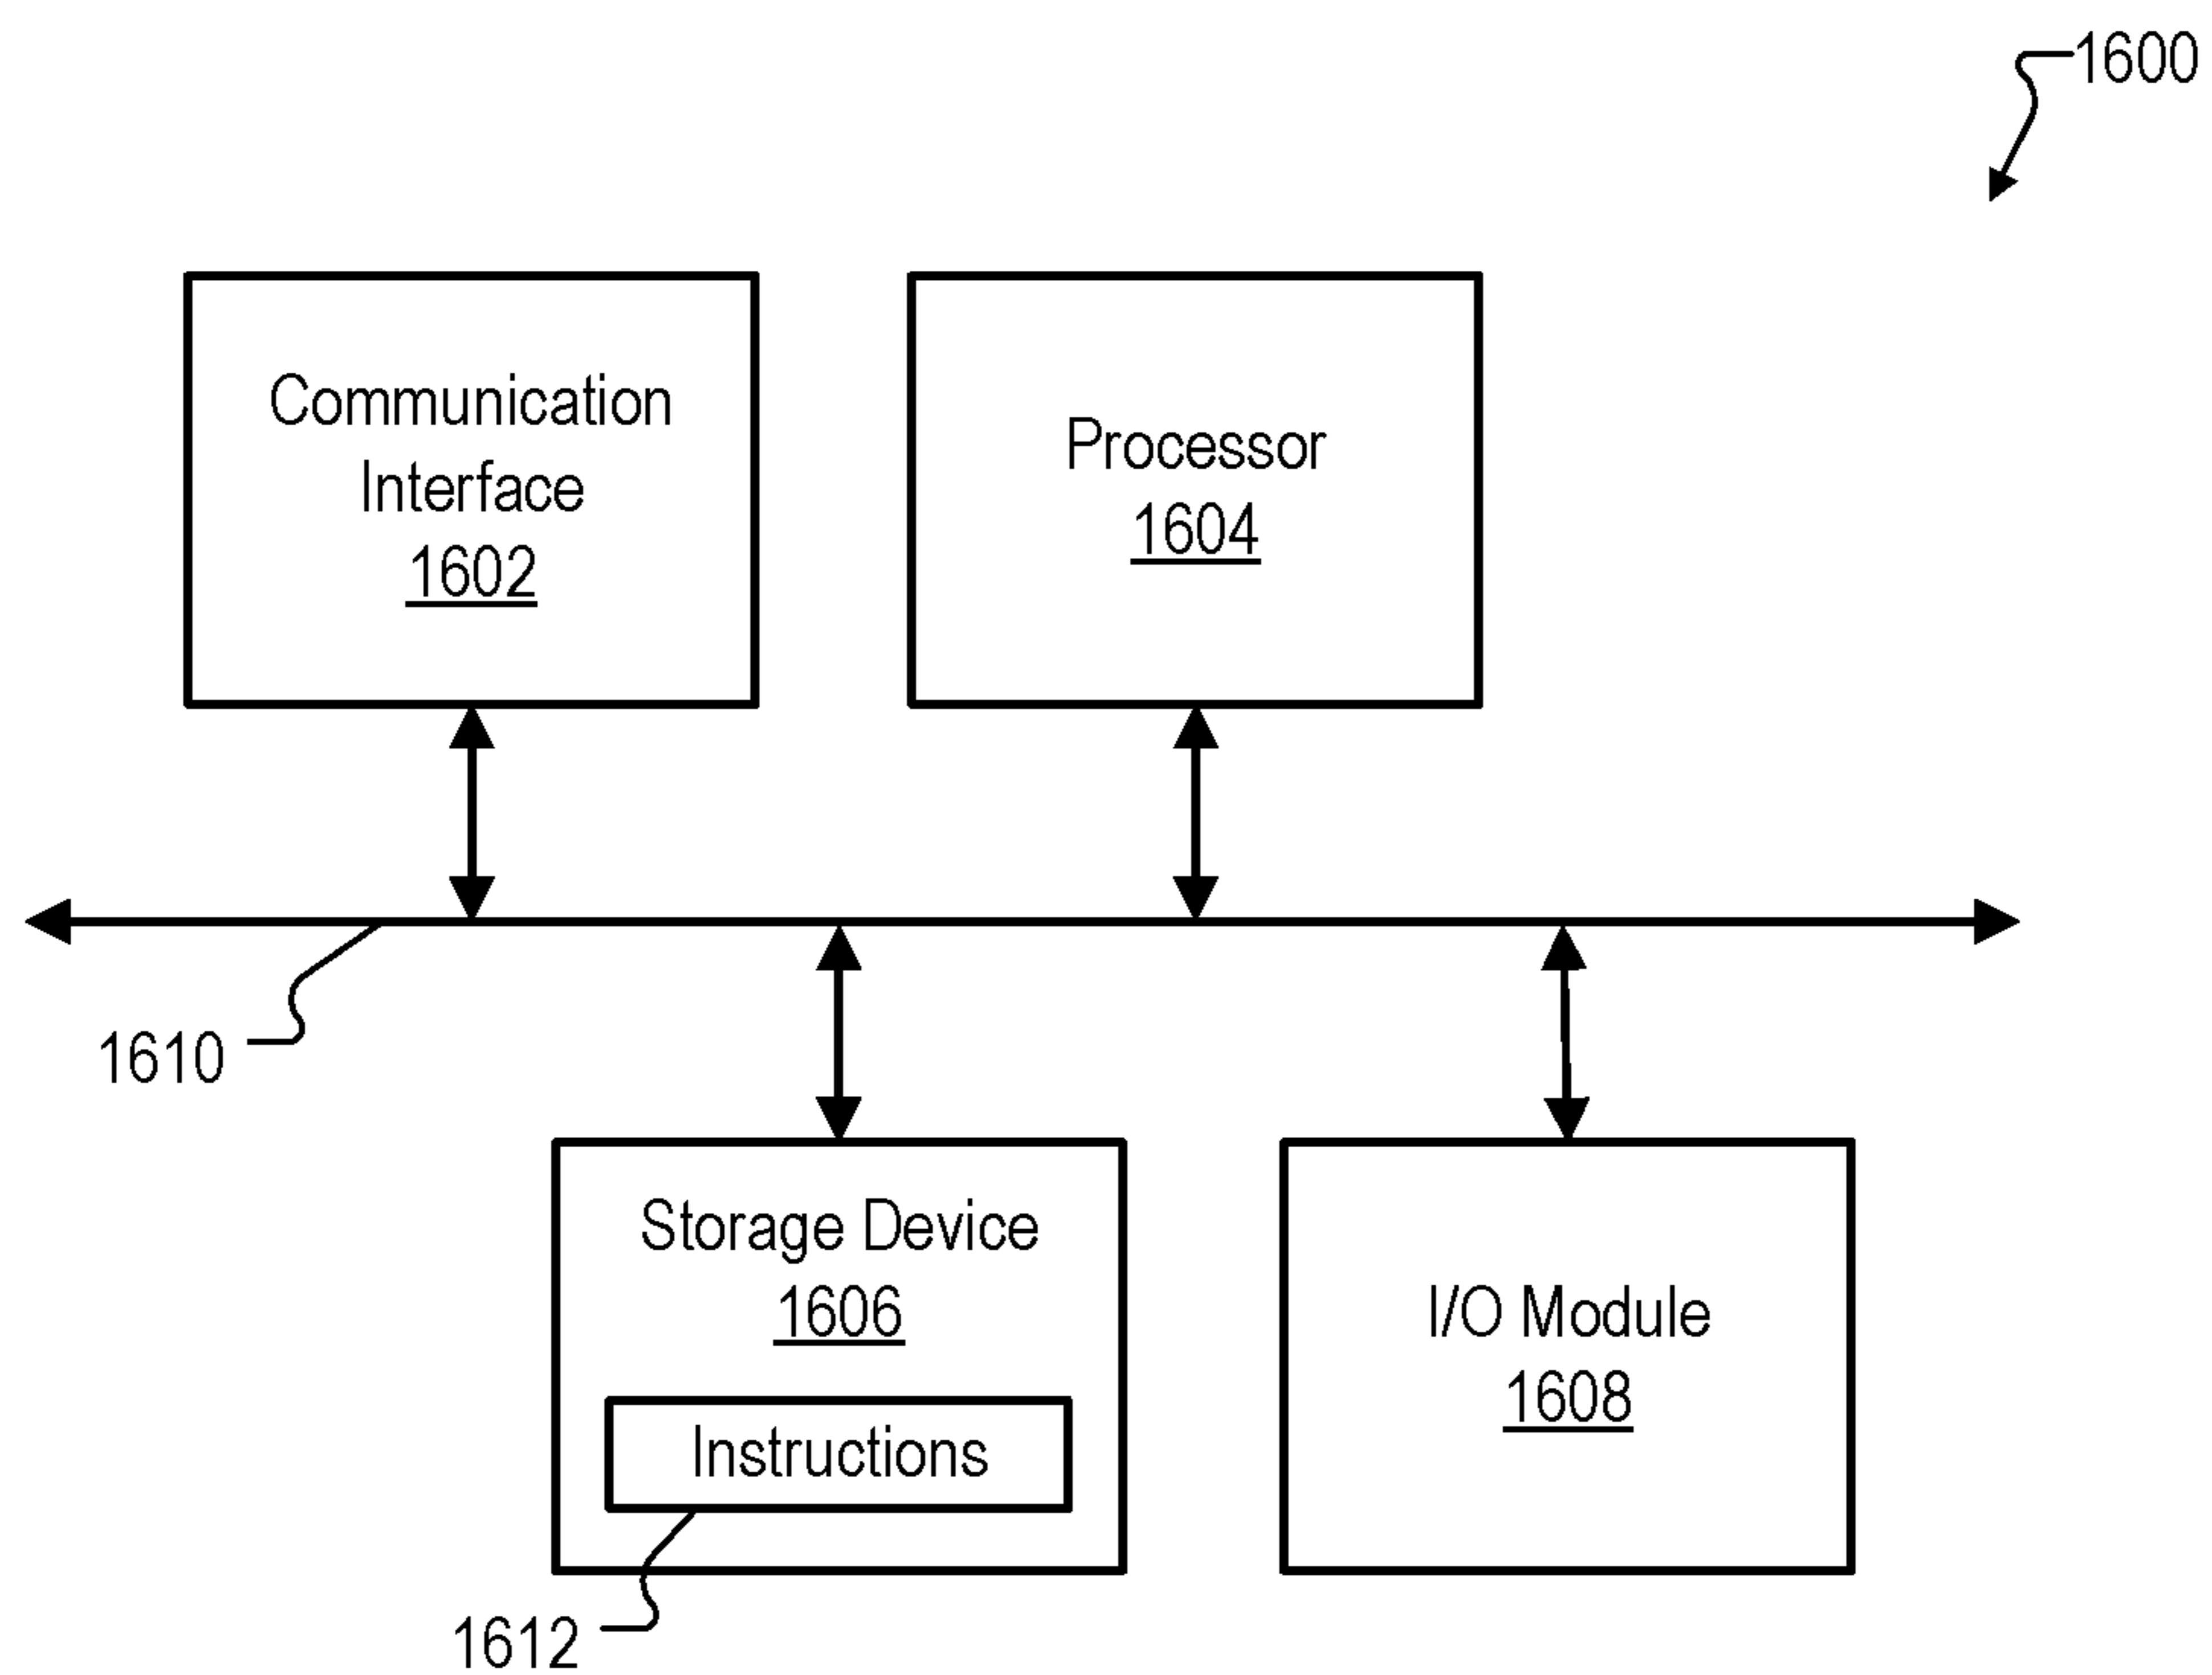 1600
Communication
Interface
1602
Processor
1604
1610
Storage Device
1606
Instructions
1612
I/O Module
1608